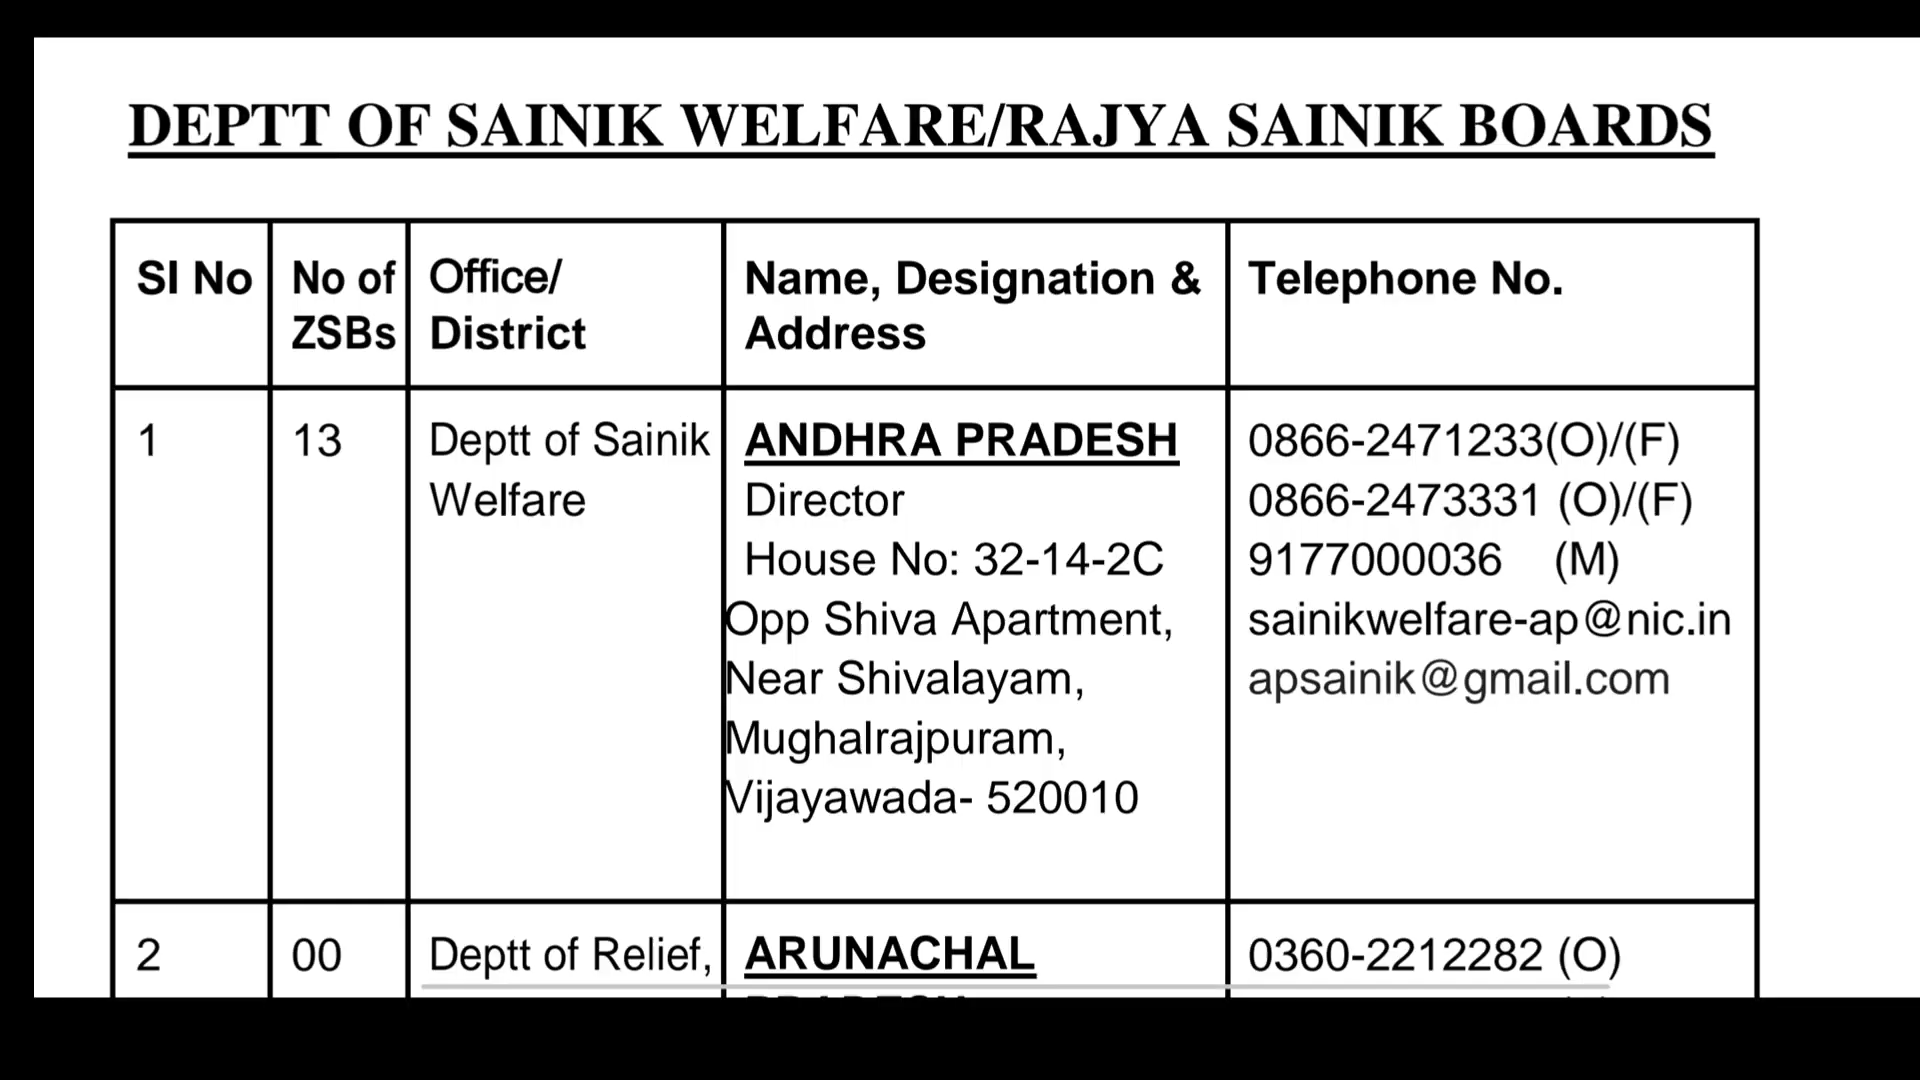 DEPTT OF SAINIK WELFARE/RAJYA SAINIK BOARDS
Sl No
No of
ZSBs
Office/
District
Name, Designation &
Address
Telephone No.
1
13
Deptt of Sainik
Welfare
ANDHRA PRADESH
Director
House No: 32-14-2C
Opp Shiva Apartment,
Near Shivalayam,
Mughalrajpuram,
Vijayawada- 520010
0866-2471233(O)/(F)
0866-2473331 (O)/(F)
9177000036 (M)
sainikwelfare-ap@nic.in
apsainik@gmail.com
2
00
Deptt of Relief,
ARUNACHAL
0360-2212282 (O)